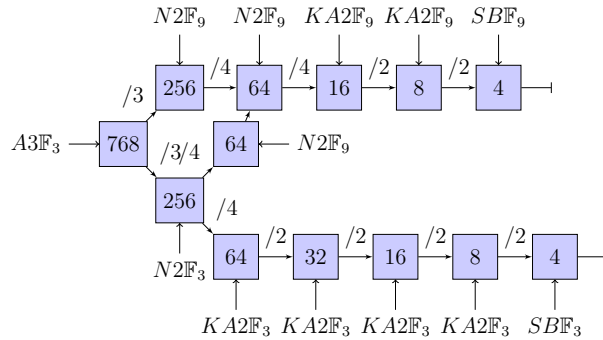 N2𝔽₉ N2𝔽₉ KA2𝔽₉ KA2𝔽₉ SB𝔽₉
/3 256 /4 64 /4 16 /2 8 /2 4
A3𝔽₃ 768 /3/4 64 N2𝔽₉
256 /4
N2𝔽₃ 64 /2 32 /2 16 /2 8 /2 4
KA2𝔽₃ KA2𝔽₃ KA2𝔽₃ KA2𝔽₃ SB𝔽₃